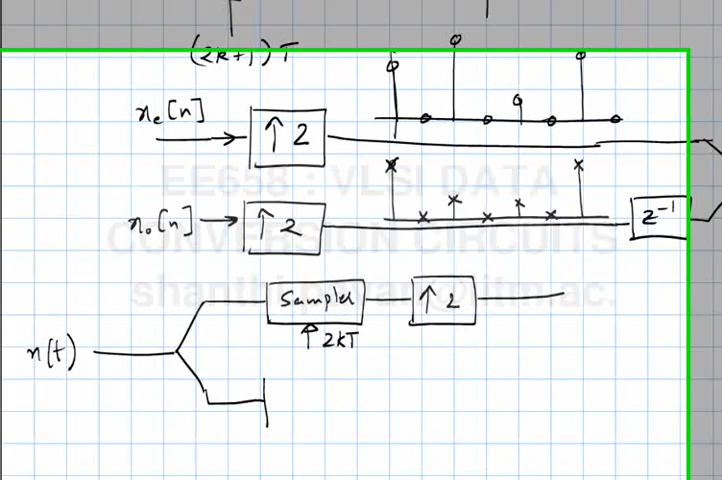 (2k+1)T
xe[n] ↑2
xo[n] ↑2 z⁻¹
EE658 : VLSI DATA
CONVERSION CIRCUITS
Sampler ↑2
↑2kT
x(t)